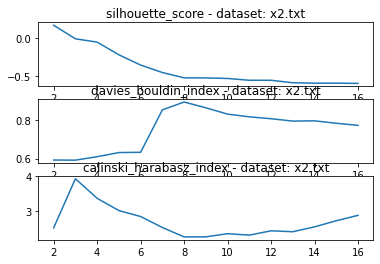 silhouette_score - dataset: x2.txt
0.0
−0.5
2 4 6 8 10 12 14 16
davies_bouldin_index - dataset: x2.txt
0.8
0.6
2 4 6 8 10 12 14 16
calinski_harabasz_index - dataset: x2.txt
4
3
2 4 6 8 10 12 14 16